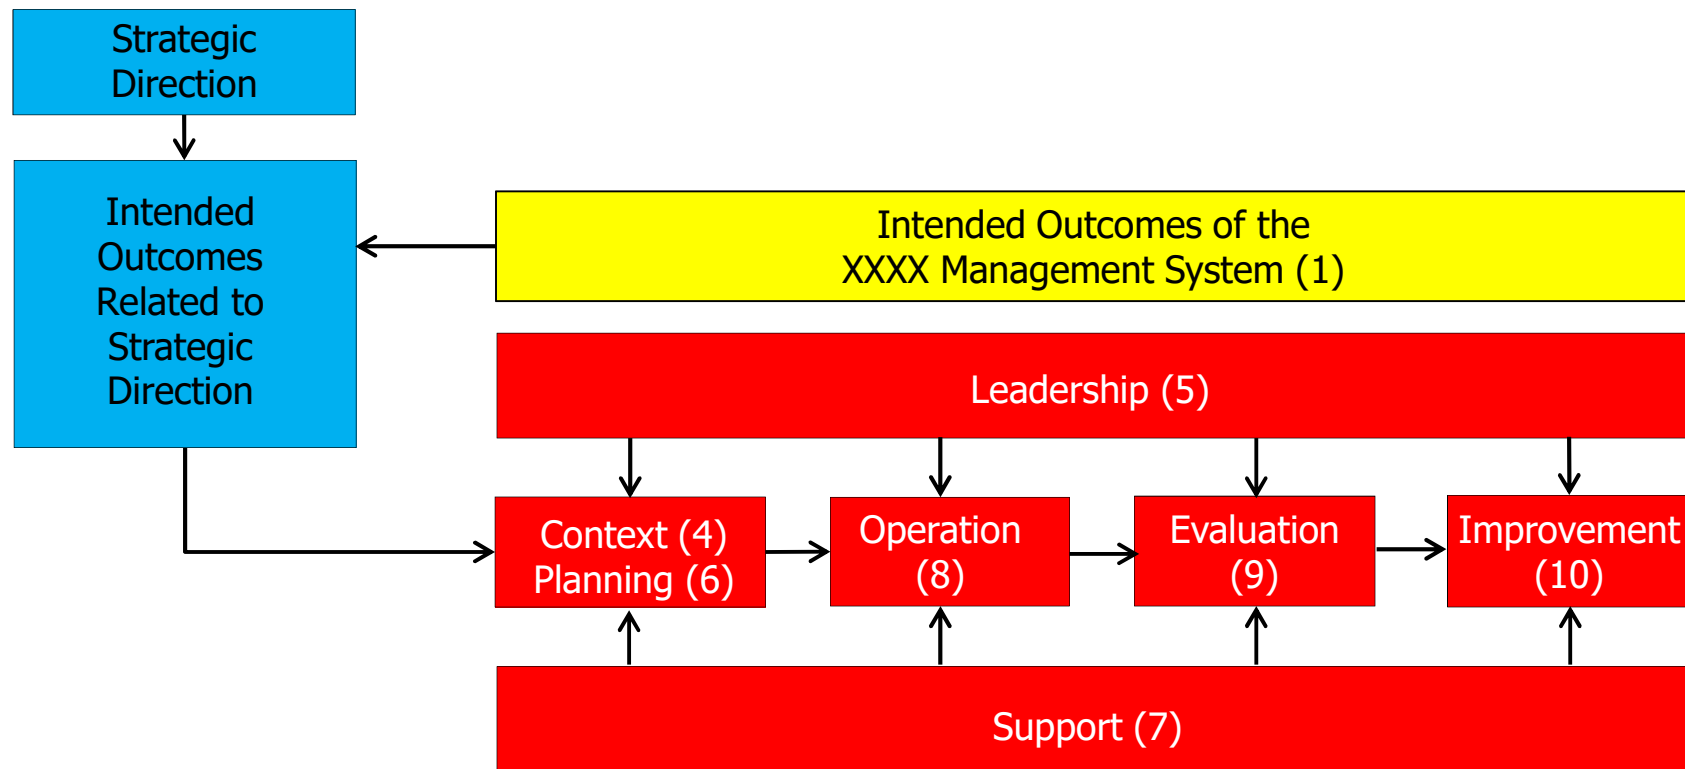 Strategic
Direction
Intended
Outcomes
Related to
Strategic
Direction
Intended Outcomes of the
XXXX Management System (1)
Leadership (5)
Context (4)
Planning (6)
Operation
(8)
Evaluation
(9)
Improvement
(10)
Support (7)